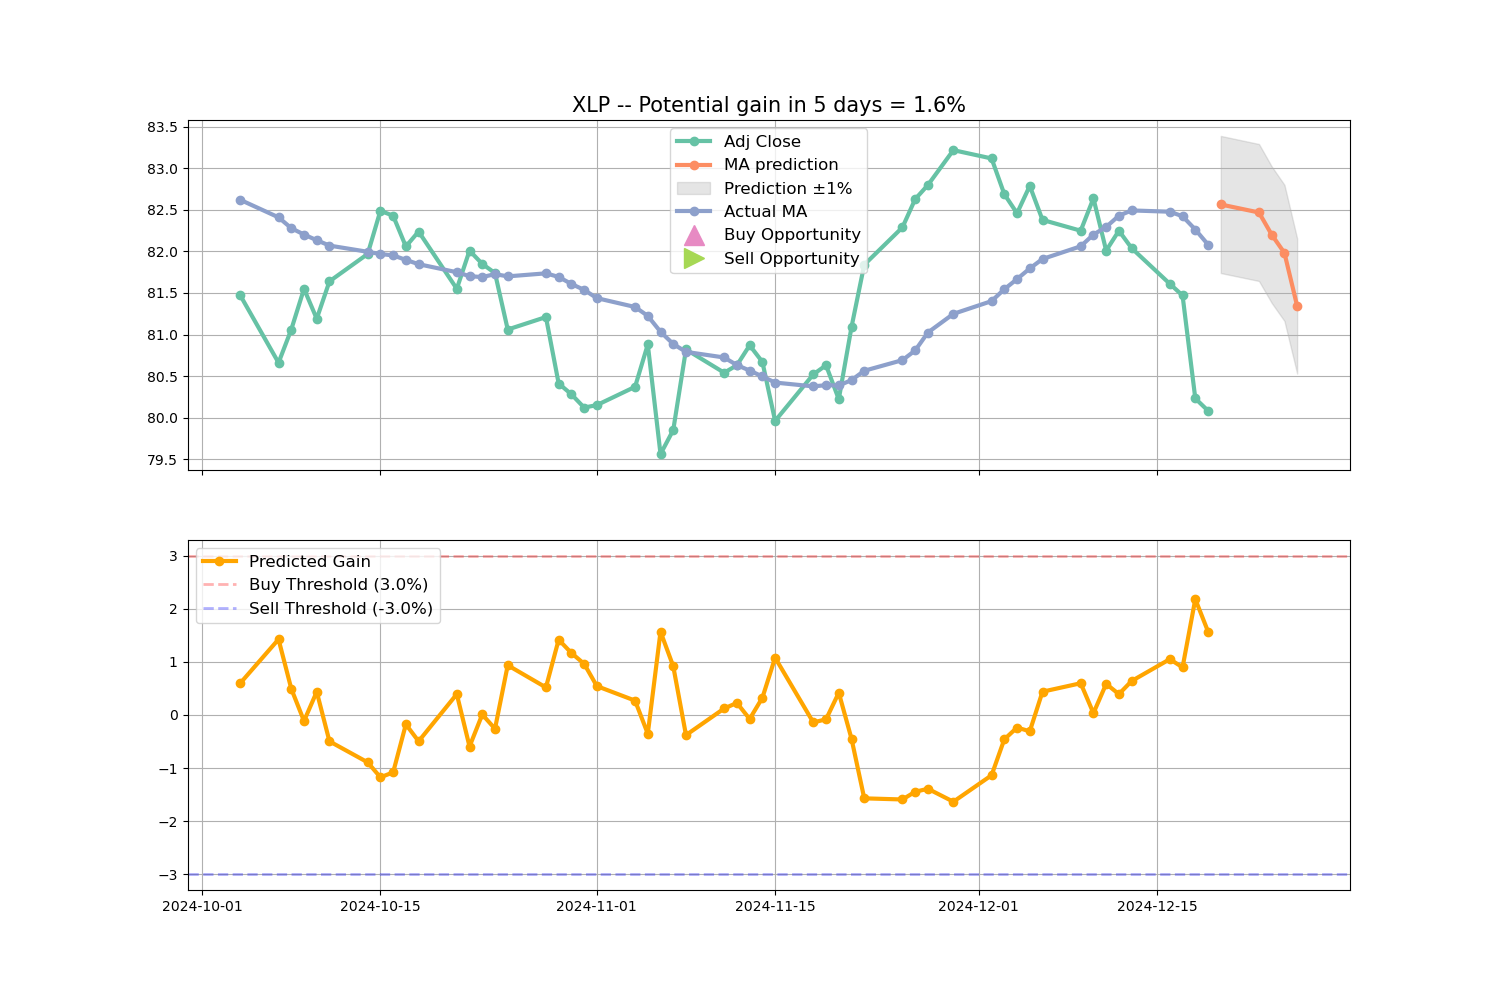 XLP -- Potential gain in 5 days = 1.6%
83.5
83.0
82.5
82.0
81.5
81.0
80.5
80.0
79.5
Adj Close
MA prediction
Prediction ±1%
Actual MA
Buy Opportunity
Sell Opportunity
3
2
1
0
−1
−2
−3
Predicted Gain
Buy Threshold (3.0%)
Sell Threshold (-3.0%)
2024-10-01 2024-10-15 2024-11-01 2024-11-15 2024-12-01 2024-12-15